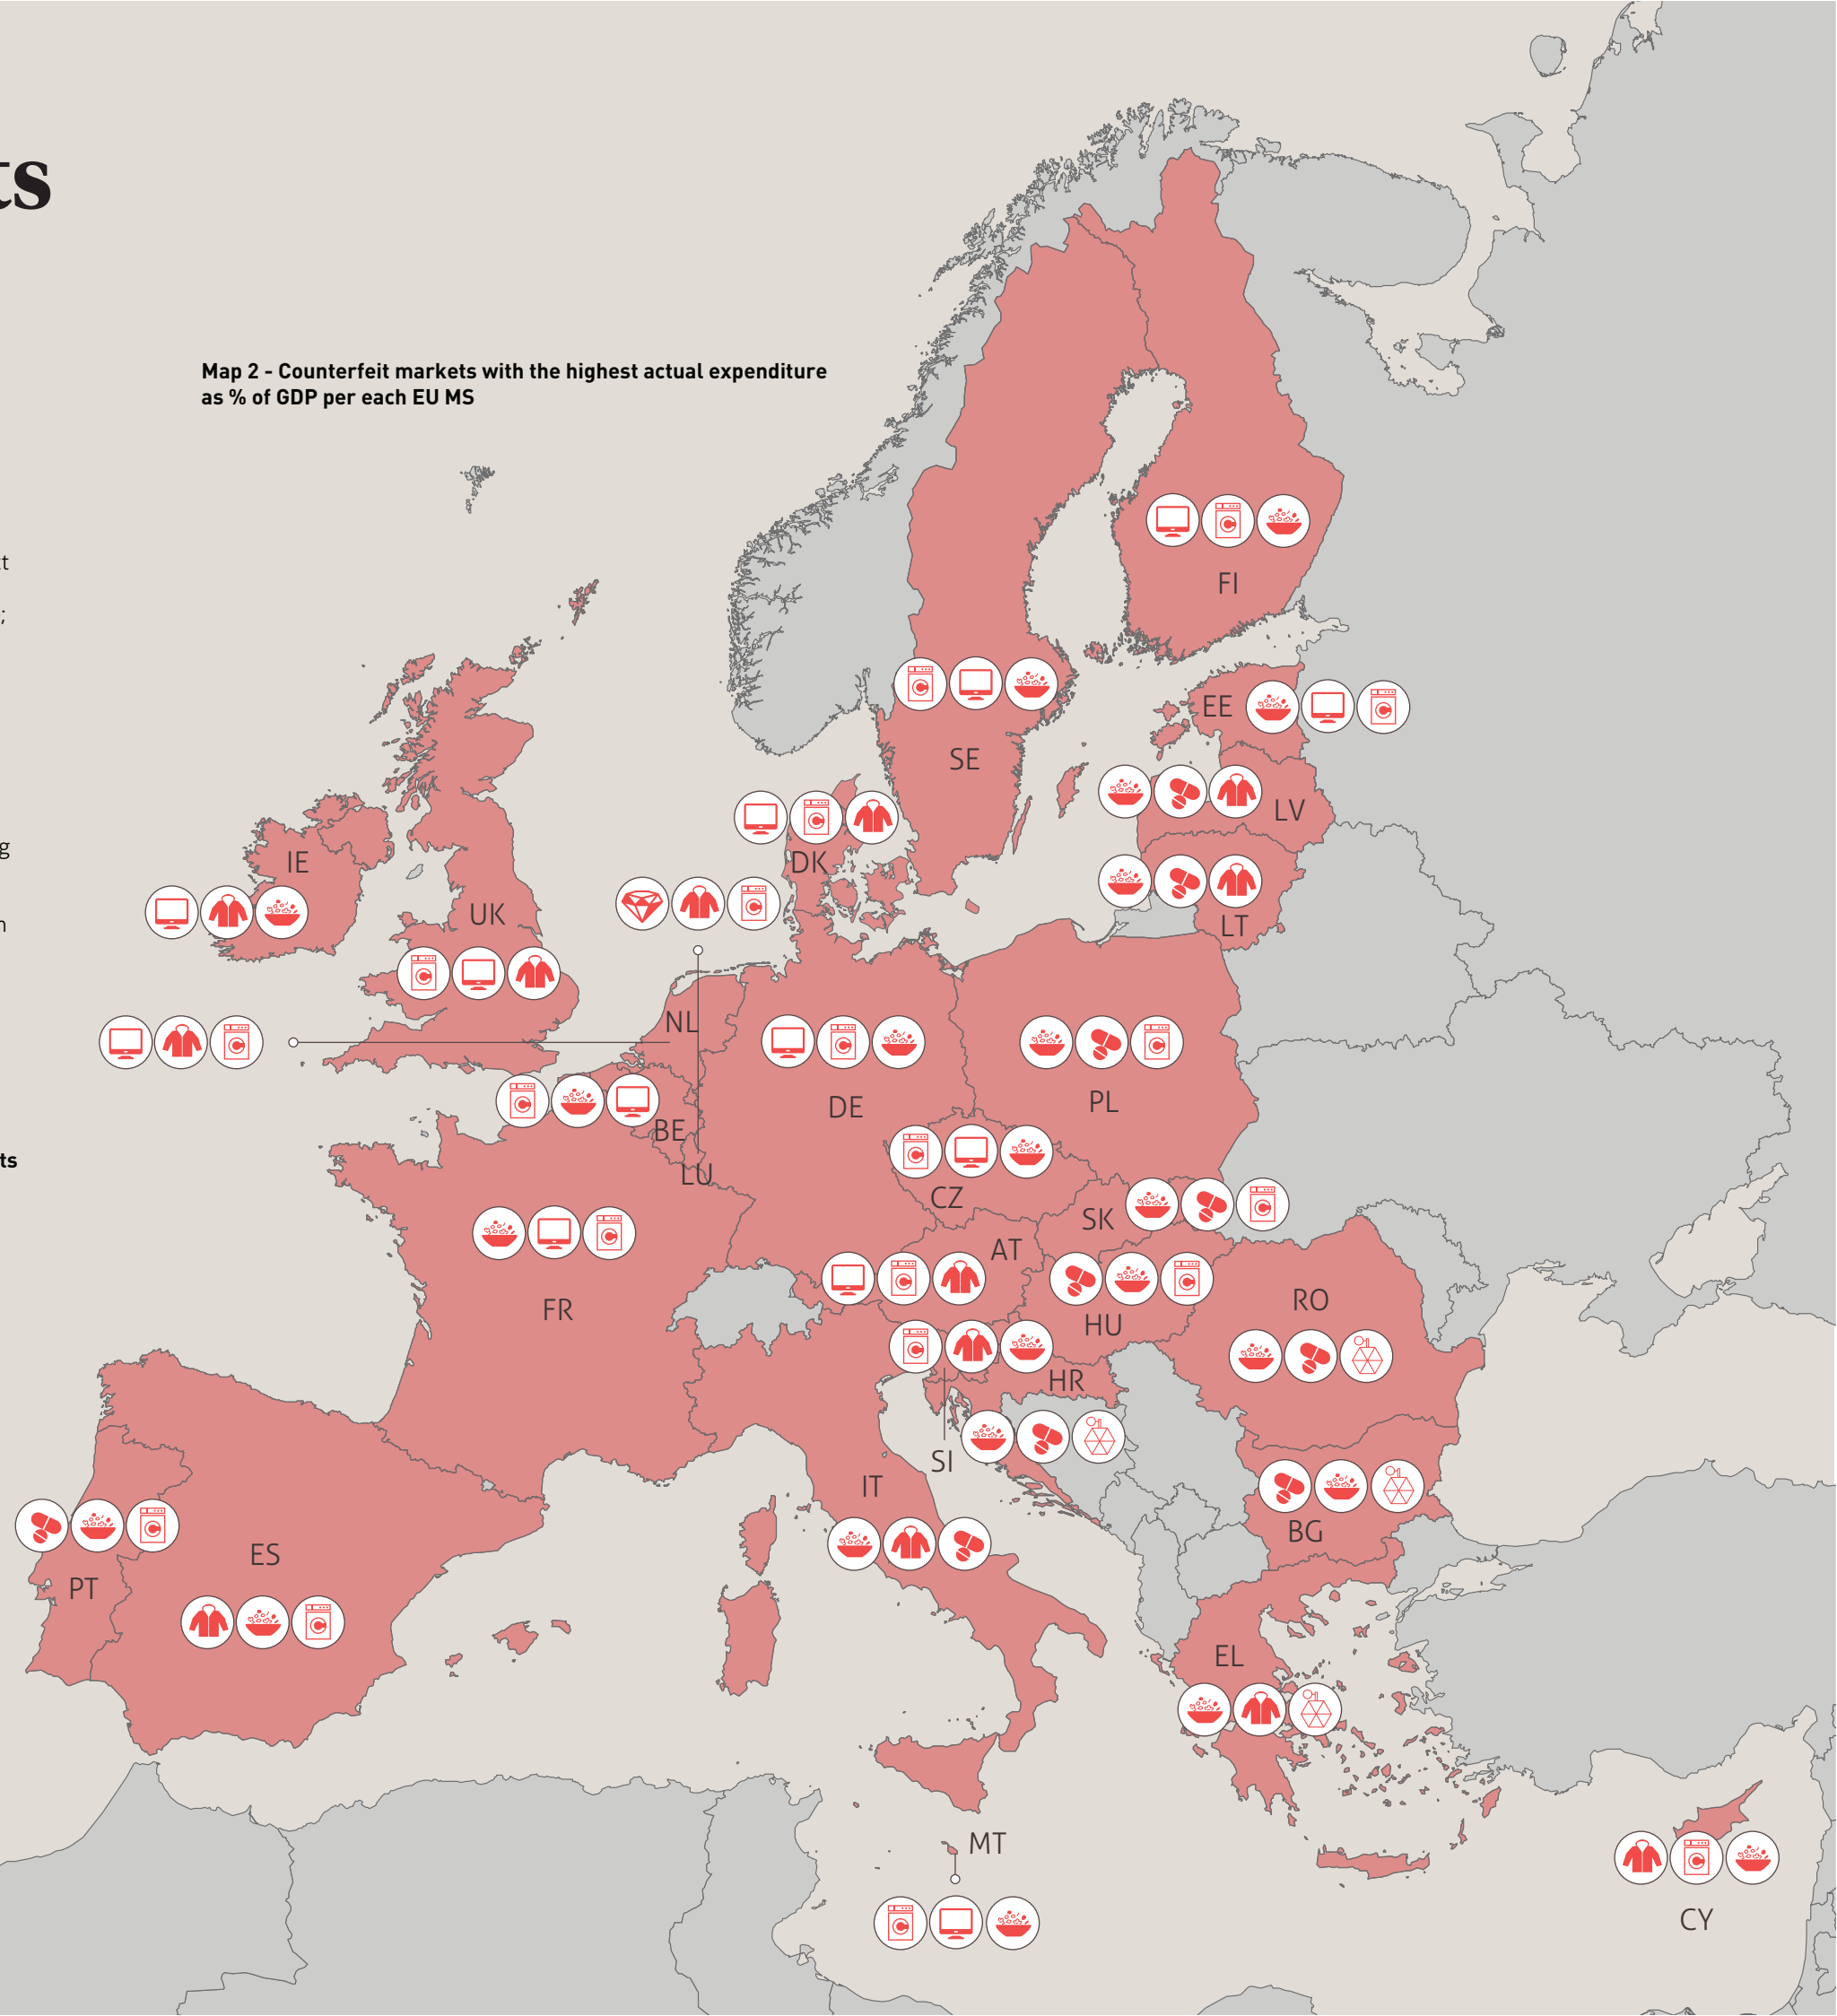 ts
Map 2 - Counterfeit markets with the highest actual expenditure
as % of GDP per each EU MS
t
;
g
n
ts
FI
SE
EE
LV
LT
DK
IE
UK
NL
DE
PL
BE
LU
CZ
SK
AT
FR
HU
RO
HR
SI
IT
BG
ES
PT
EL
MT
CY